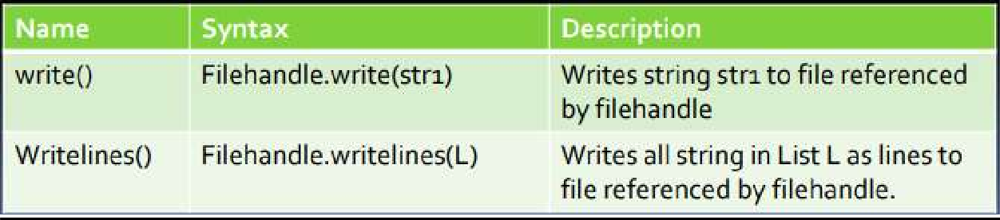 Name Syntax Description
write() Filehandle.write(str1) Writes string str1 to file referenced
by filehandle
Writelines() Filehandle.writelines(L) Writes all string in List L as lines to
file referenced by filehandle.